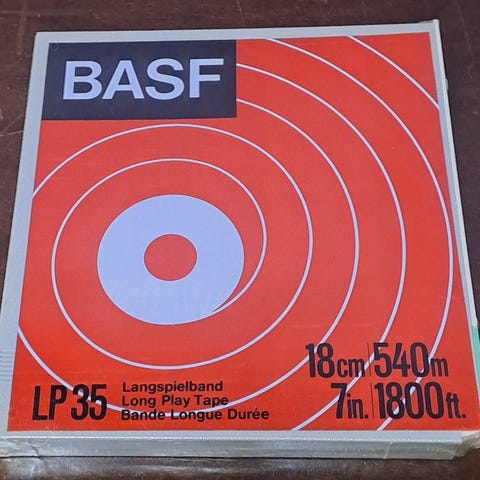 BASF
18cm 540m
7in. 1800ft.
LP 35
Langspielband
Long Play Tape
Bande Longue Durée